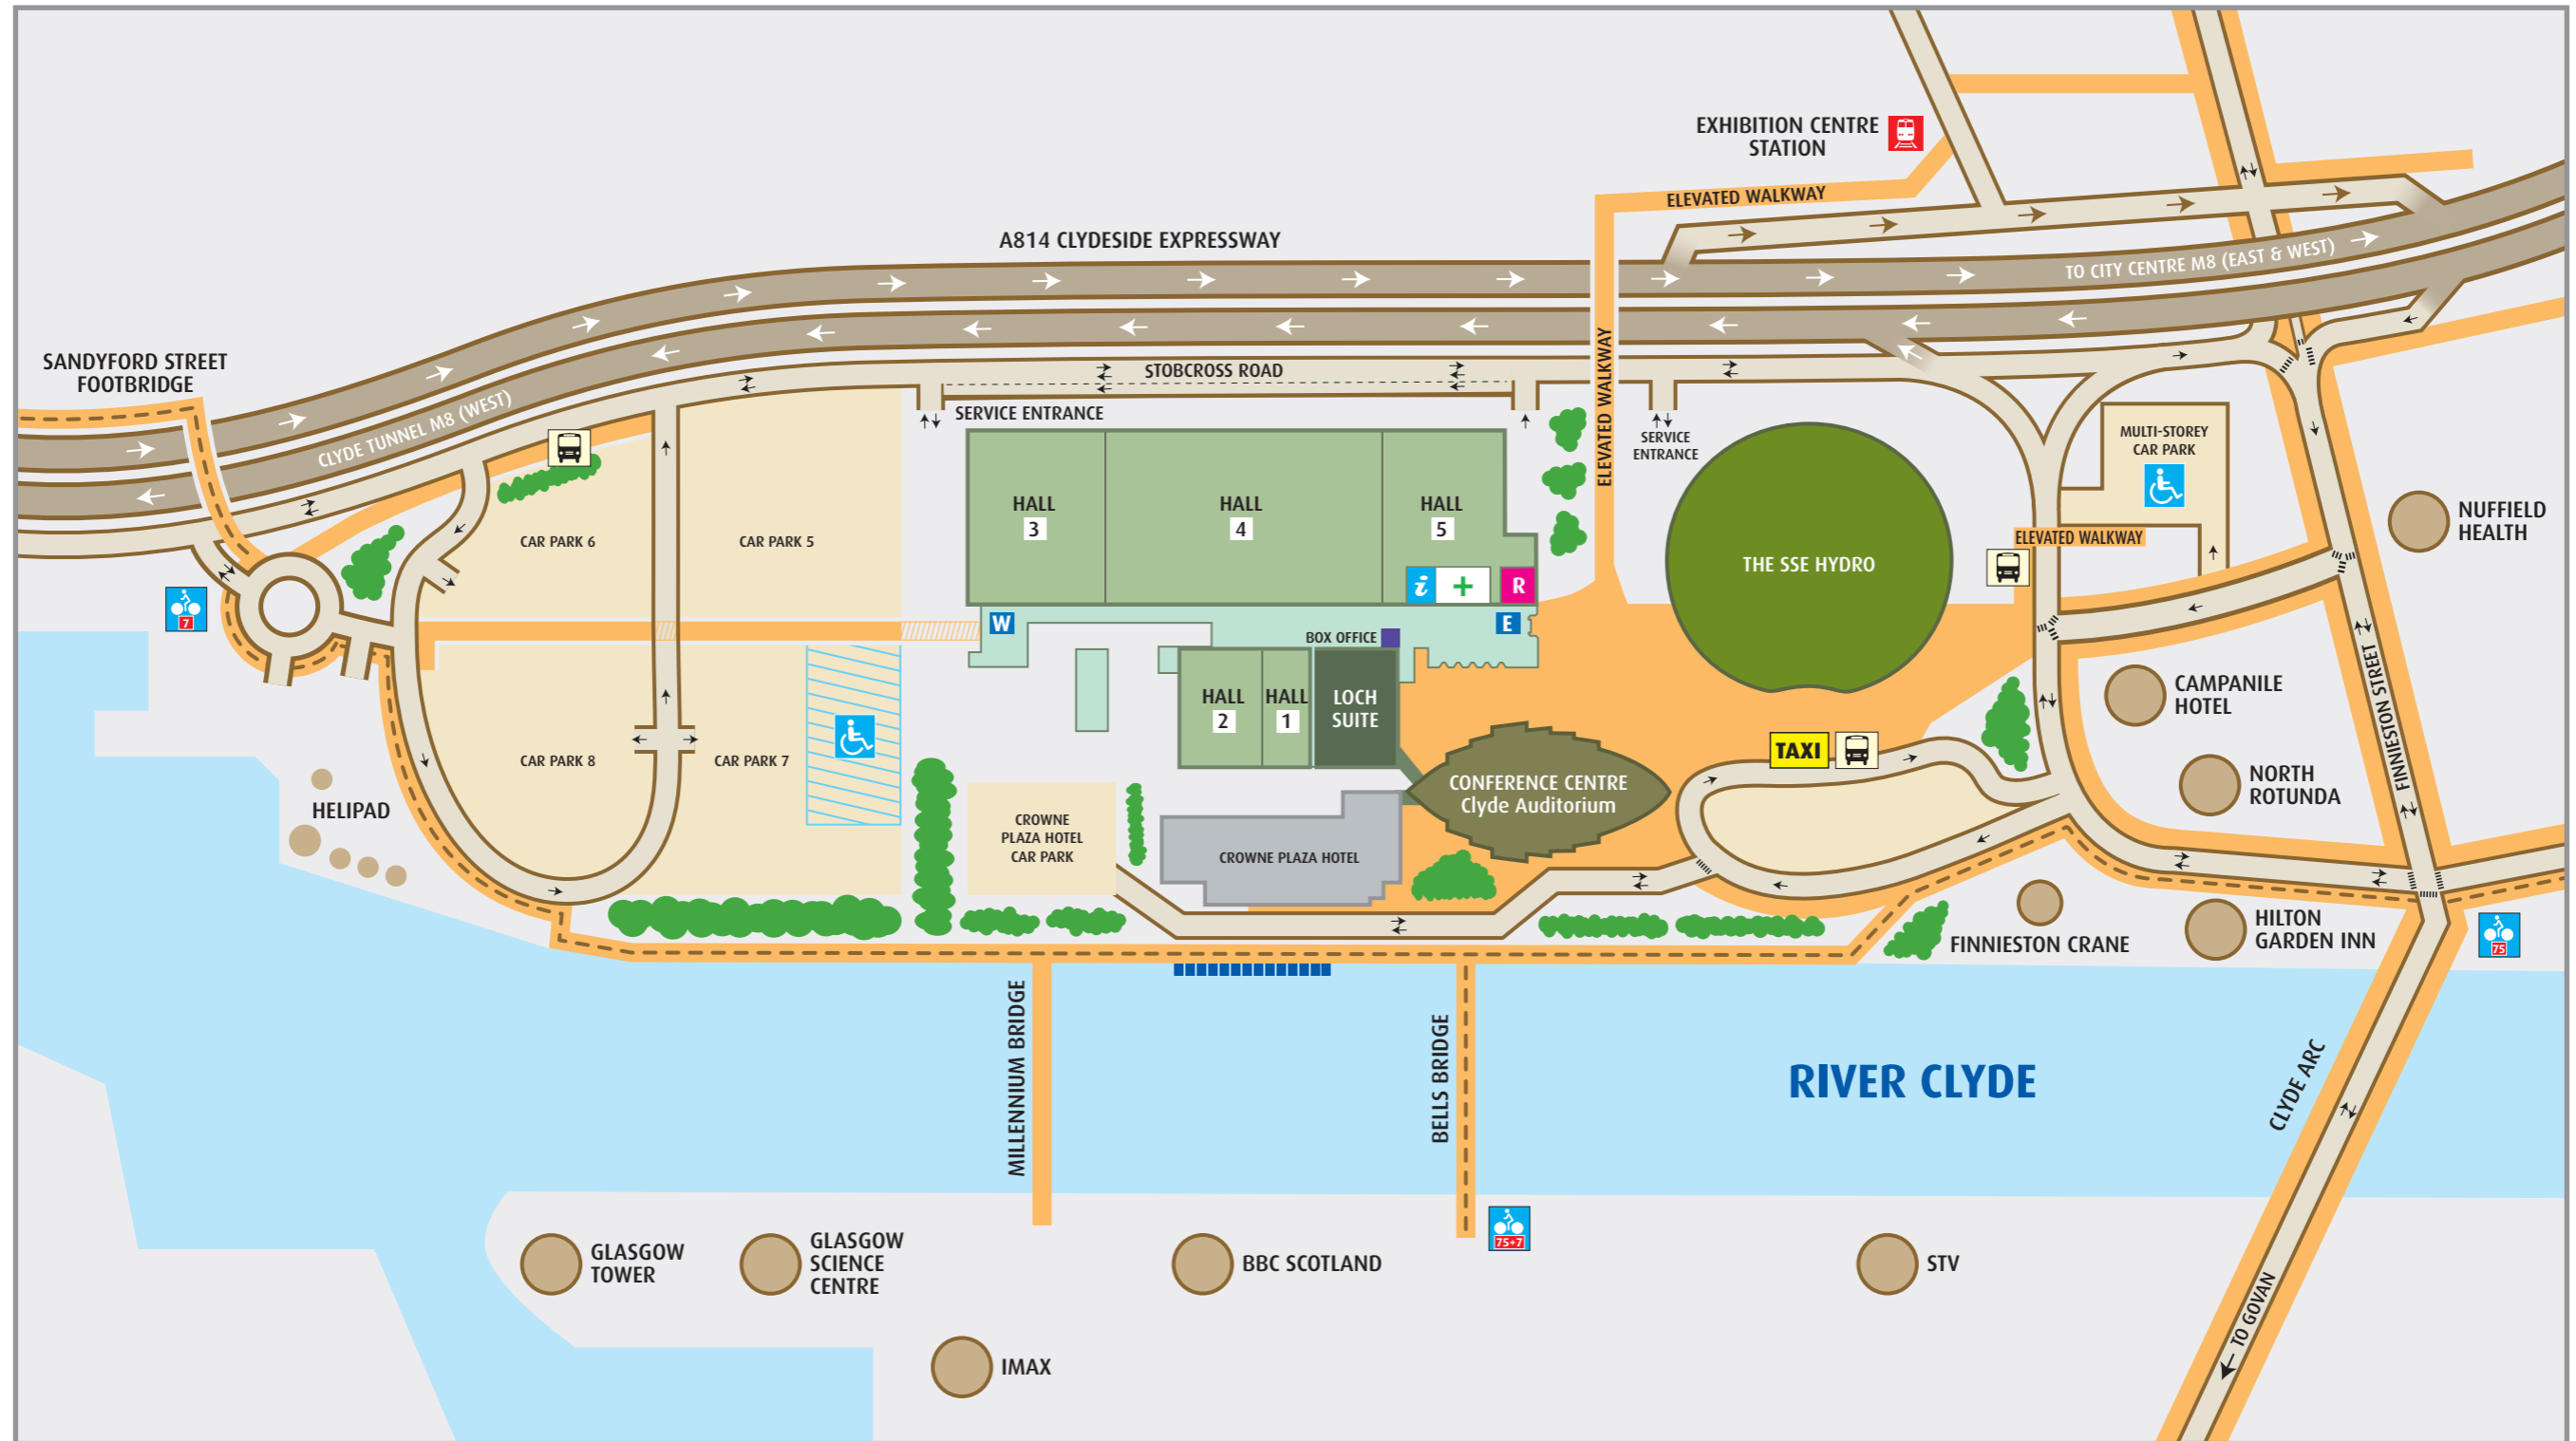 EXHIBITION CENTRE
STATION
ELEVATED WALKWAY
A814 CLYDESIDE EXPRESSWAY
TO CITY CENTRE M8 (EAST & WEST)
SANDYFORD STREET
FOOTBRIDGE
CLYDE TUNNEL M8 (WEST)
STOBCROSS ROAD
ELEVATED WALKWAY
SERVICE ENTRANCE
SERVICE
ENTRANCE
MULTI-STOREY
CAR PARK
HALL
3
HALL
4
HALL
5
NUFFIELD
HEALTH
CAR PARK 6
CAR PARK 5
THE SSE HYDRO
ELEVATED WALKWAY
i
+
R
7
W
E
BOX OFFICE
HALL
2
HALL
1
LOCH
SUITE
CAMPANILE
HOTEL
FINNIESTON STREET
CAR PARK 8
CAR PARK 7
TAXI
CONFERENCE CENTRE
Clyde Auditorium
NORTH
ROTUNDA
HELIPAD
CROWNE
PLAZA HOTEL
CAR PARK
CROWNE PLAZA HOTEL
FINNIESTON CRANE
HILTON
GARDEN INN
75
MILLENNIUM BRIDGE
BELLS BRIDGE
RIVER CLYDE
CLYDE ARC
75+7
GLASGOW
TOWER
GLASGOW
SCIENCE
CENTRE
BBC SCOTLAND
STV
TO GOVAN
IMAX